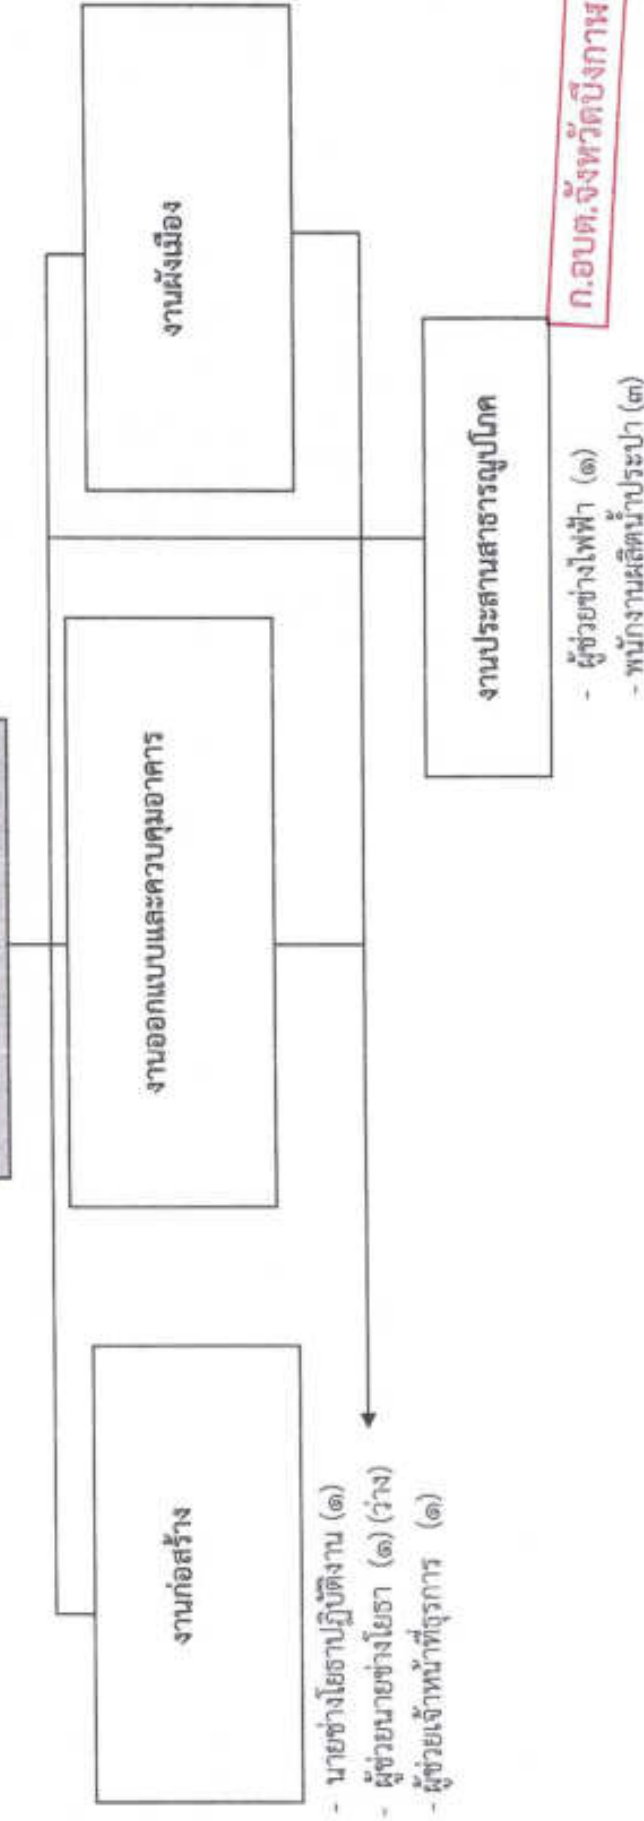 งานก่อสร้าง
งานออกแบบและควบคุมอาคาร
งานผังเมือง
- นายช่างโยธาปฏิบัติงาน (๑)
- ผู้ช่วยนายช่างโยธา (๑) (ว่าง)
- ผู้ช่วยเจ้าหน้าที่ธุรการ (๑)
งานประสานสาธารณูปโภค
- ผู้ช่วยช่างไฟฟ้า (๑)
- พนักงานผลิตน้ำประปา (๓)
ก.อบต.จังหวัดบึงกาฬ